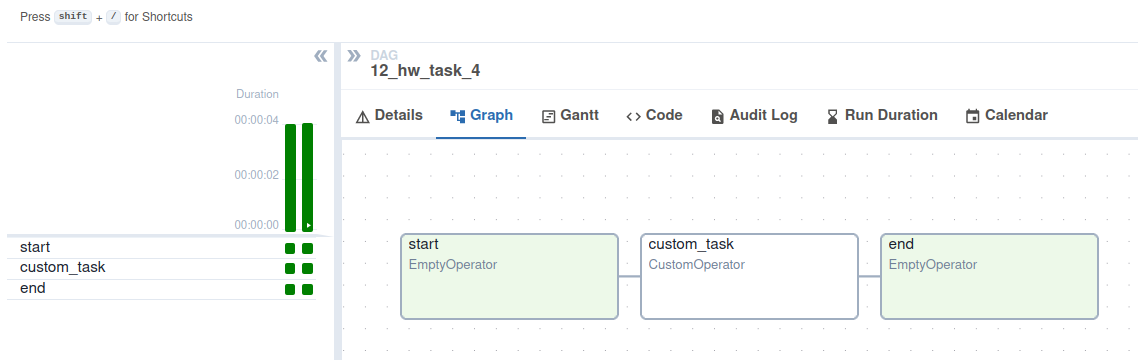 Press shift + / for Shortcuts
Duration
00:00:04
00:00:02
00:00:00
start
custom_task
end
DAG
12_hw_task_4
Details Graph Gantt Code Audit Log Run Duration Calendar
start custom_task end
EmptyOperator CustomOperator EmptyOperator